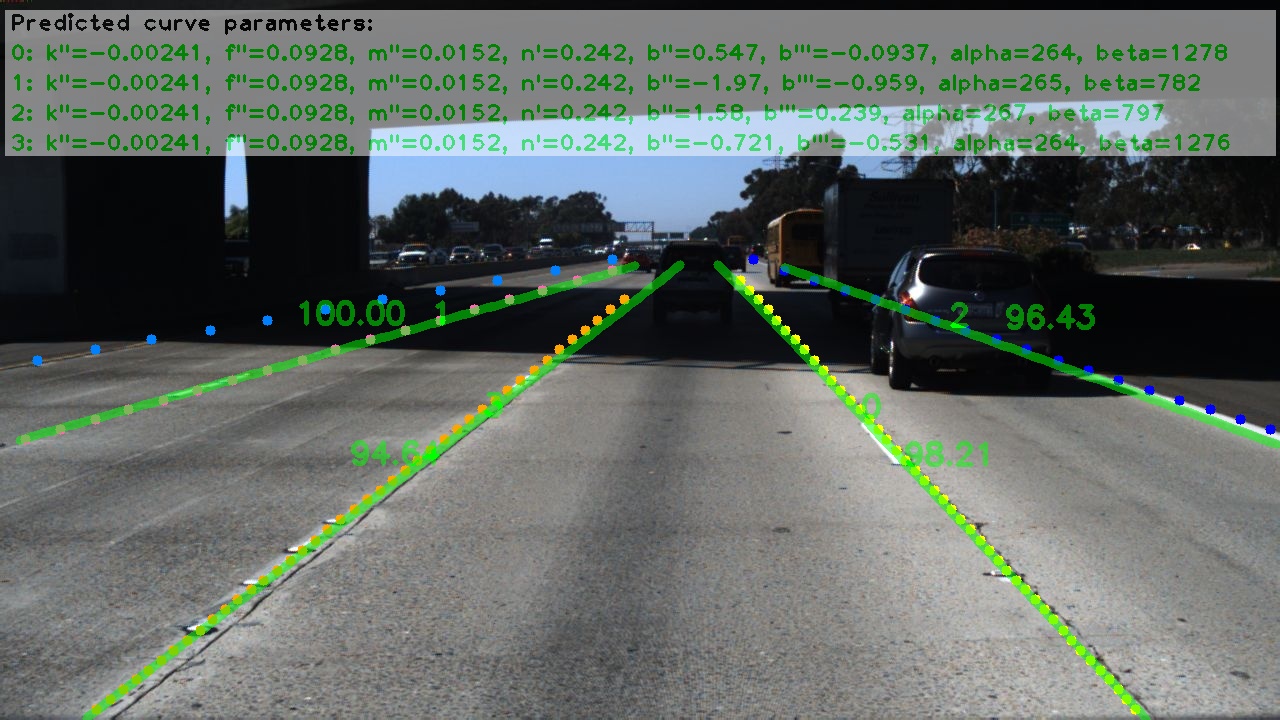 Predicted curve parameters:
0: k''=-0.00241, f''=0.0928, m''=0.0152, n'=0.242, b''=0.547, b'''=-0.0937, alpha=264, beta=1278
1: k''=-0.00241, f''=0.0928, m''=0.0152, n'=0.242, b''=-1.97, b'''=-0.959, alpha=265, beta=782
2: k''=-0.00241, f''=0.0928, m''=0.0152, n'=0.242, b''=1.58, b'''=0.239, alpha=267, beta=797
3: k''=-0.00241, f''=0.0928, m''=0.0152, n'=0.242, b''=-0.721, b'''=-0.531, alpha=264, beta=1276
Sullivan
100.00 1
2 96.43
0
98.21